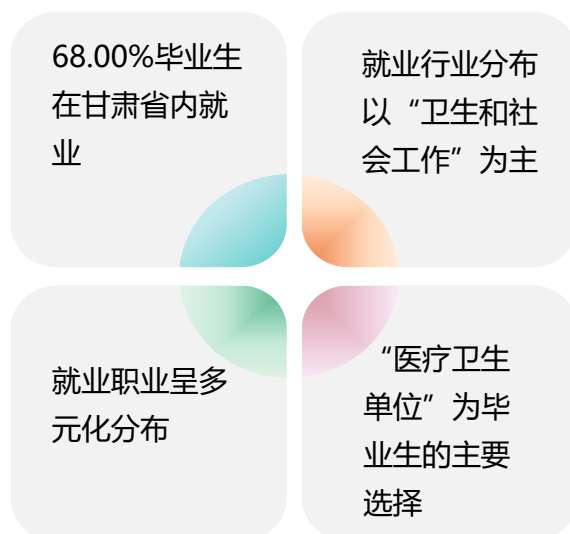 68.00%毕业生
在甘肃省内就
业
就业行业分布
以“卫生和社
会工作”为主
就业职业呈多
元化分布
“医疗卫生
单位”为毕
业生的主要
选择